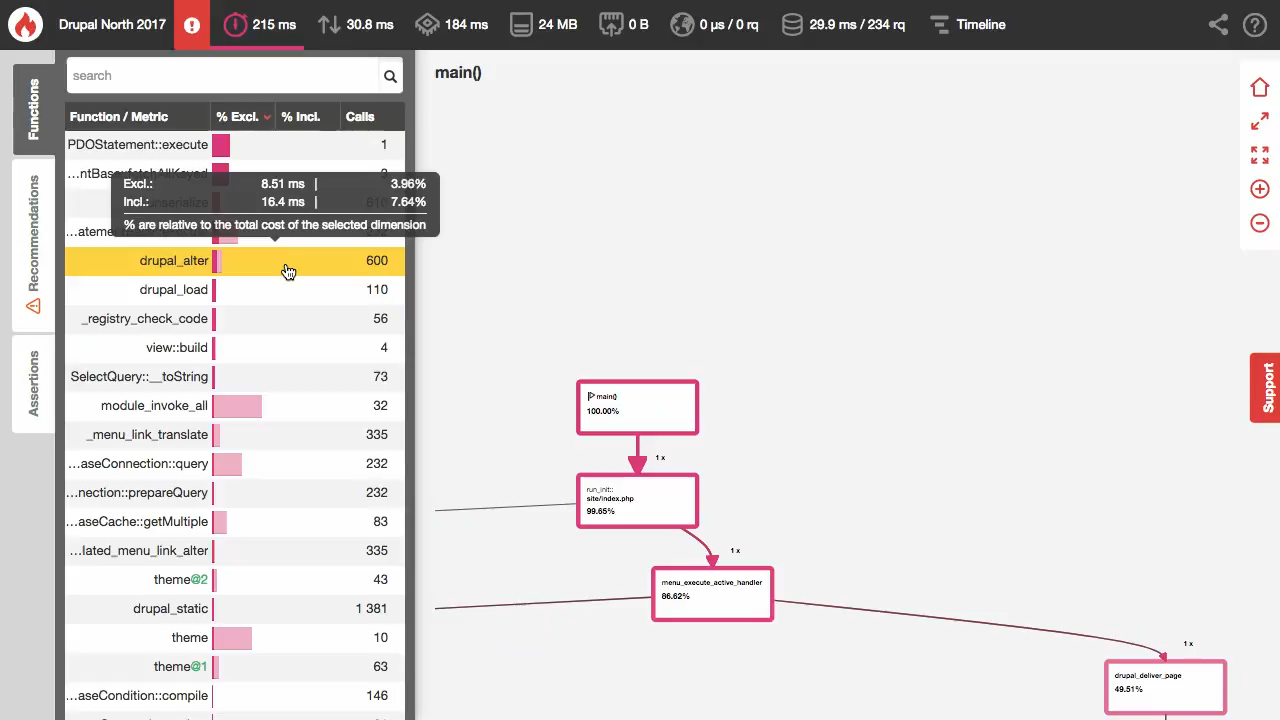 Drupal North 2017 215 ms 30.8 ms 184 ms 24 MB 0 B 0 µs / 0 rq 29.9 ms / 234 rq Timeline
Functions
Recommendations
Assertions
search
Function / Metric % Excl. % Incl. Calls
PDOStatement::execute 1
Excl.: 8.51 ms | 3.96%
Incl.: 16.4 ms | 7.64%
% are relative to the total cost of the selected dimension
drupal_alter 600
drupal_load 110
_registry_check_code 56
view::build 4
SelectQuery::__toString 73
module_invoke_all 32
_menu_link_translate 335
...aseConnection::query 232
...nection::prepareQuery 232
...aseCache::getMultiple 83
...lated_menu_link_alter 335
theme@2 43
drupal_static 1 381
theme 10
theme@1 63
...aseCondition::compile 146
main()
main()
100.00%
1 x
run_init::
site/index.php
99.65%
1 x
menu_execute_active_handler
86.62%
1 x
drupal_deliver_page
49.51%
Support